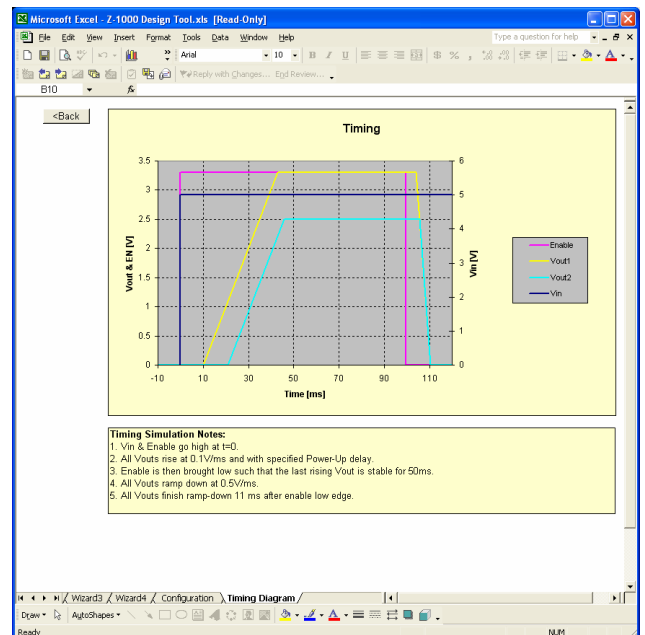 Microsoft Excel - Z-1000 Design Tool.xls [Read-Only]
File Edit View Insert Format Tools Data Window Help
Type a question for help
Arial 10 B I U $ % ,
Reply with Changes... End Review...
B10 fx
<Back
Timing
3.5
3
2.5
2
1.5
1
0.5
0
Vout & EN [V]
6
5
4
3
2
1
0
Vin [V]
-10 10 30 50 70 90 110
Time [ms]
Enable
Vout1
Vout2
Vin
Timing Simulation Notes:
1. Vin & Enable go high at t=0.
2. All Vouts rise at 0.1V/ms and with specified Power-Up delay.
3. Enable is then brought low such that the last rising Vout is stable for 50ms.
4. All Vouts ramp down at 0.5V/ms.
5. All Vouts finish ramp-down 11 ms after enable low edge.
Wizard3 / Wizard4 / Configuration \ Timing Diagram /
Draw AutoShapes
Ready NUM